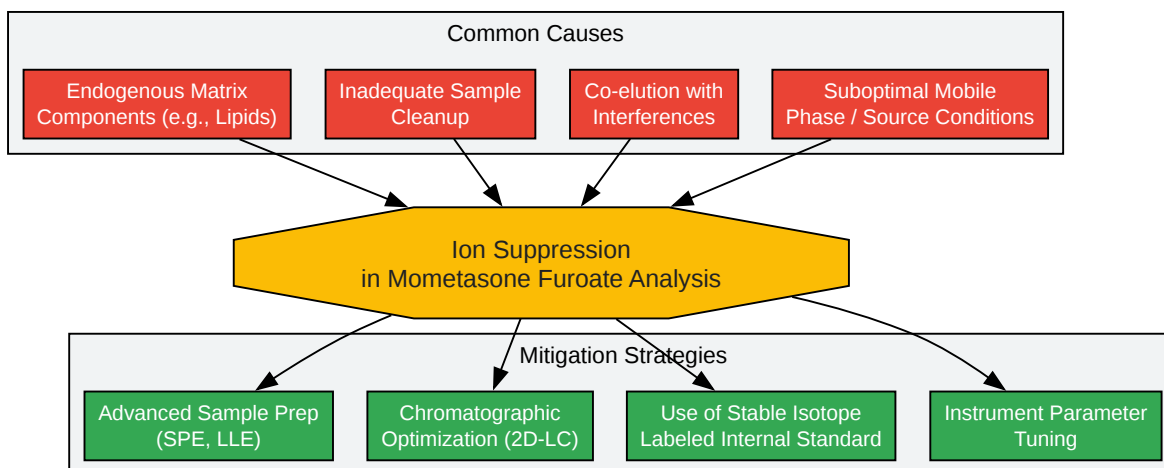 Common Causes
Endogenous Matrix
Components (e.g., Lipids)
Inadequate Sample
Cleanup
Co-elution with
Interferences
Suboptimal Mobile
Phase / Source Conditions
Ion Suppression
in Mometasone Furoate Analysis
Mitigation Strategies
Advanced Sample Prep
(SPE, LLE)
Chromatographic
Optimization (2D-LC)
Use of Stable Isotope
Labeled Internal Standard
Instrument Parameter
Tuning